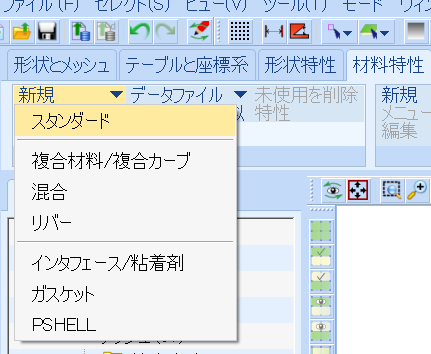 ファイル(F) セレクト(S) ビュー(V) ツール(T) モード
形状とメッシュ テーブルと座標系 形状特性 材料特性
新規 データファイル 未使用を削除 新規
特性 メニュー
編集
スタンダード
複合材料/複合カーブ
混合
リバー
インタフェース/粘着剤
ガスケット
PSHELL